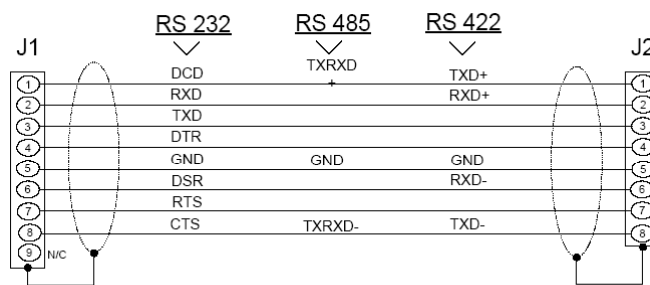 RS 232 RS 485 RS 422
J1 J2
DCD TXRXD + TXD+
1 1
RXD RXD+
2 2
TXD
3 3
DTR
4 4
GND GND GND
5 5
DSR RXD-
6 6
RTS
7 7
CTS TXRXD- TXD-
8 8
9 N/C